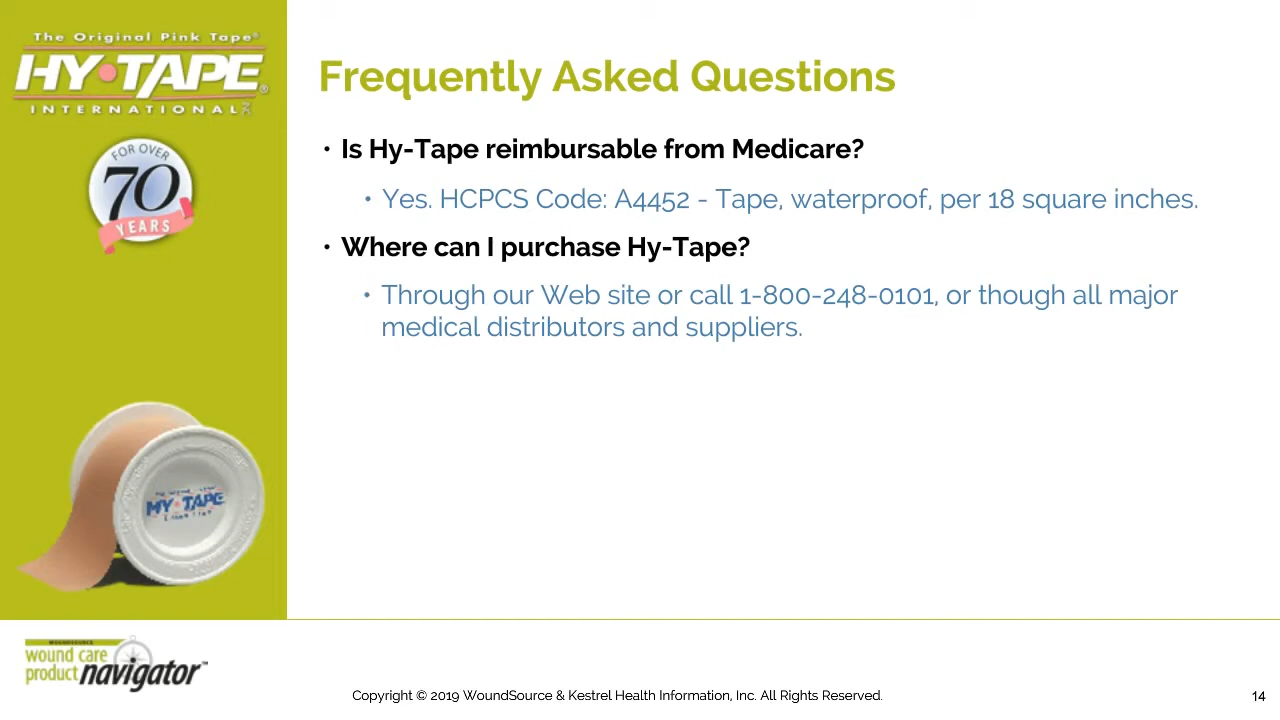 The Original Pink Tape®
HY•TAPE®
INTERNATIONAL
FOR OVER
70
YEARS
HY•TAPE
Frequently Asked Questions
• Is Hy-Tape reimbursable from Medicare?
• Yes. HCPCS Code: A4452 - Tape, waterproof, per 18 square inches.
• Where can I purchase Hy-Tape?
• Through our Web site or call 1-800-248-0101, or though all major
medical distributors and suppliers.
WOUNDSOURCE
wound care
product navigator™
Copyright © 2019 WoundSource & Kestrel Health Information, Inc. All Rights Reserved.
14